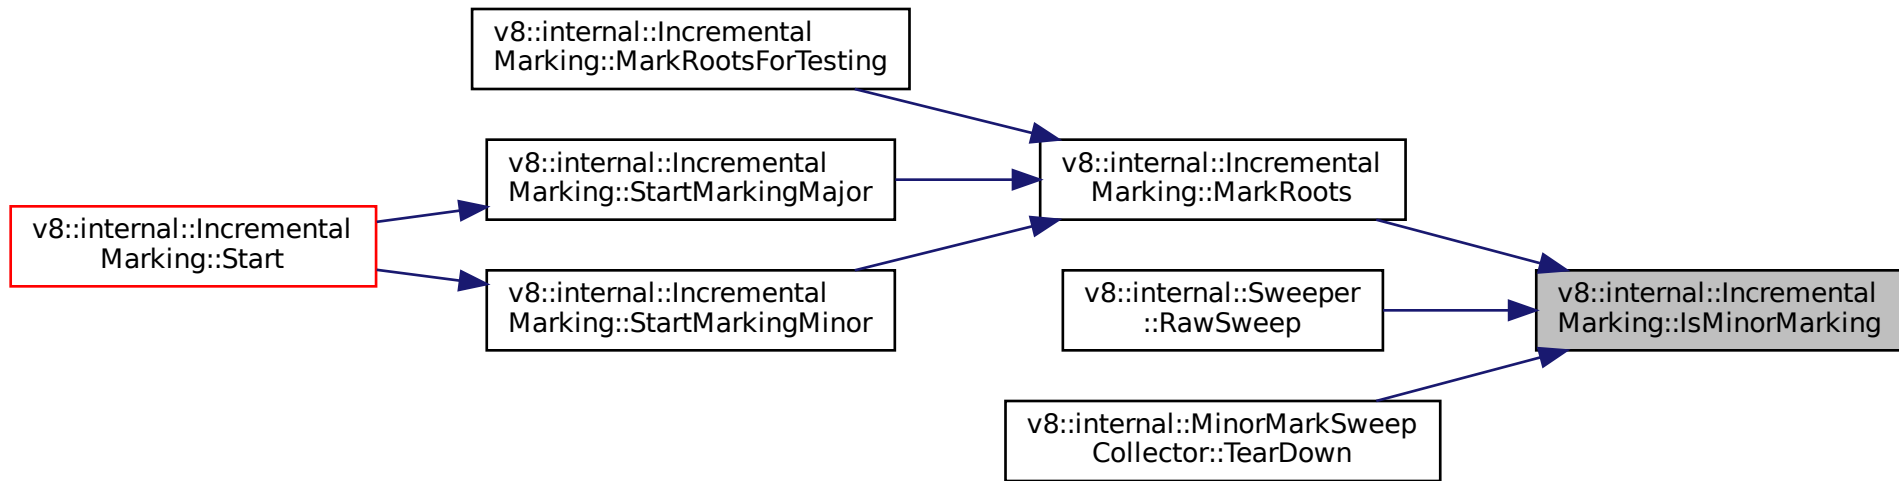 v8::internal::Incremental
Marking::MarkRootsForTesting
v8::internal::Incremental
Marking::StartMarkingMajor
v8::internal::Incremental
Marking::MarkRoots
v8::internal::Incremental
Marking::Start
v8::internal::Incremental
Marking::StartMarkingMinor
v8::internal::Sweeper
::RawSweep
v8::internal::Incremental
Marking::IsMinorMarking
v8::internal::MinorMarkSweep
Collector::TearDown